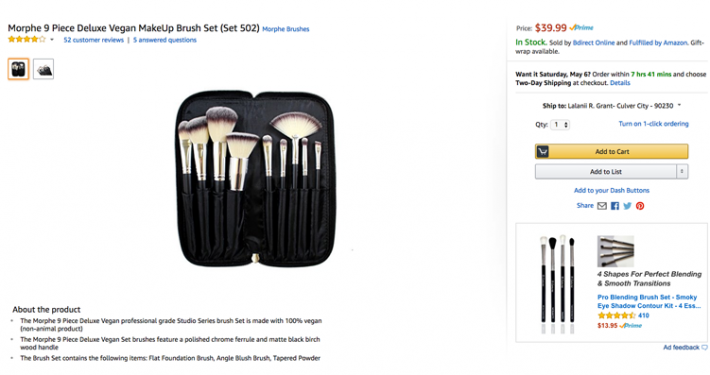 Morphe 9 Piece Deluxe Vegan MakeUp Brush Set (Set 502) Morphe Brushes
52 customer reviews | 5 answered questions
About the product
The Morphe 9 Piece Deluxe Vegan professional grade Studio Series brush Set is made with 100% vegan
(non-animal product)
The Morphe 9 Piece Deluxe Vegan Set brushes feature a polished chrome ferrule and matte black birch
wood handle
The Brush Set contains the following items: Flat Foundation Brush, Angle Blush Brush, Tapered Powder
Price: $39.99 Prime
In Stock. Sold by Bdirect Online and Fulfilled by Amazon. Gift-
wrap available.
Want it Saturday, May 6? Order within 7 hrs 41 mins and choose
Two-Day Shipping at checkout. Details
Ship to: Lalanii R. Grant- Culver City - 90230
Qty: 1
Turn on 1-click ordering
Add to Cart
Add to List
Add to your Dash Buttons
Share
4 Shapes For Perfect Blending
& Smooth Transitions
Pro Blending Brush Set - Smoky
Eye Shadow Contour Kit - 4 Ess...
410
$13.95 Prime
Ad feedback